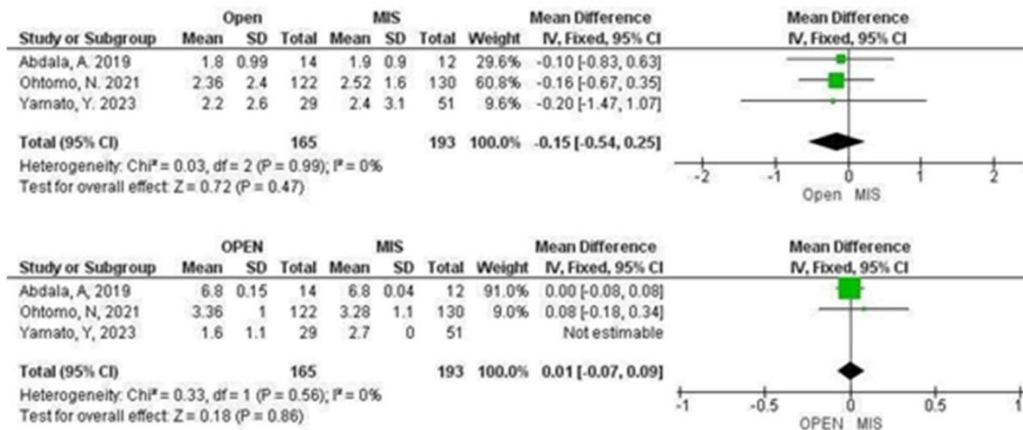 Open MIS Mean Difference Mean Difference
Study or Subgroup Mean SD Total Mean SD Total Weight IV, Fixed, 95% CI IV, Fixed, 95% CI
Abdala, A. 2019 1.8 0.99 14 1.9 0.9 12 29.6% -0.10 [-0.83, 0.63]
Ohtomo, N. 2021 2.36 2.4 122 2.52 1.6 130 60.8% -0.16 [-0.67, 0.35]
Yamato, Y. 2023 2.2 2.6 29 2.4 3.1 51 9.6% -0.20 [-1.47, 1.07]
Total (95% CI) 165 193 100.0% -0.15 [-0.54, 0.25]
Heterogeneity: Chi² = 0.03, df = 2 (P = 0.99); I² = 0%
Test for overall effect: Z = 0.72 (P = 0.47)
-2 -1 0 1 2
Open MIS
OPEN MIS Mean Difference Mean Difference
Study or Subgroup Mean SD Total Mean SD Total Weight IV, Fixed, 95% CI IV, Fixed, 95% CI
Abdala, A, 2019 6.8 0.15 14 6.8 0.04 12 91.0% 0.00 [-0.08, 0.08]
Ohtomo, N, 2021 3.36 1 122 3.28 1.1 130 9.0% 0.08 [-0.18, 0.34]
Yamato, Y, 2023 1.6 1.1 29 2.7 0 51 Not estimable
Total (95% CI) 165 193 100.0% 0.01 [-0.07, 0.09]
Heterogeneity: Chi² = 0.33, df = 1 (P = 0.56); I² = 0%
Test for overall effect: Z = 0.18 (P = 0.86)
-1 -0.5 0 0.5 1
OPEN MIS